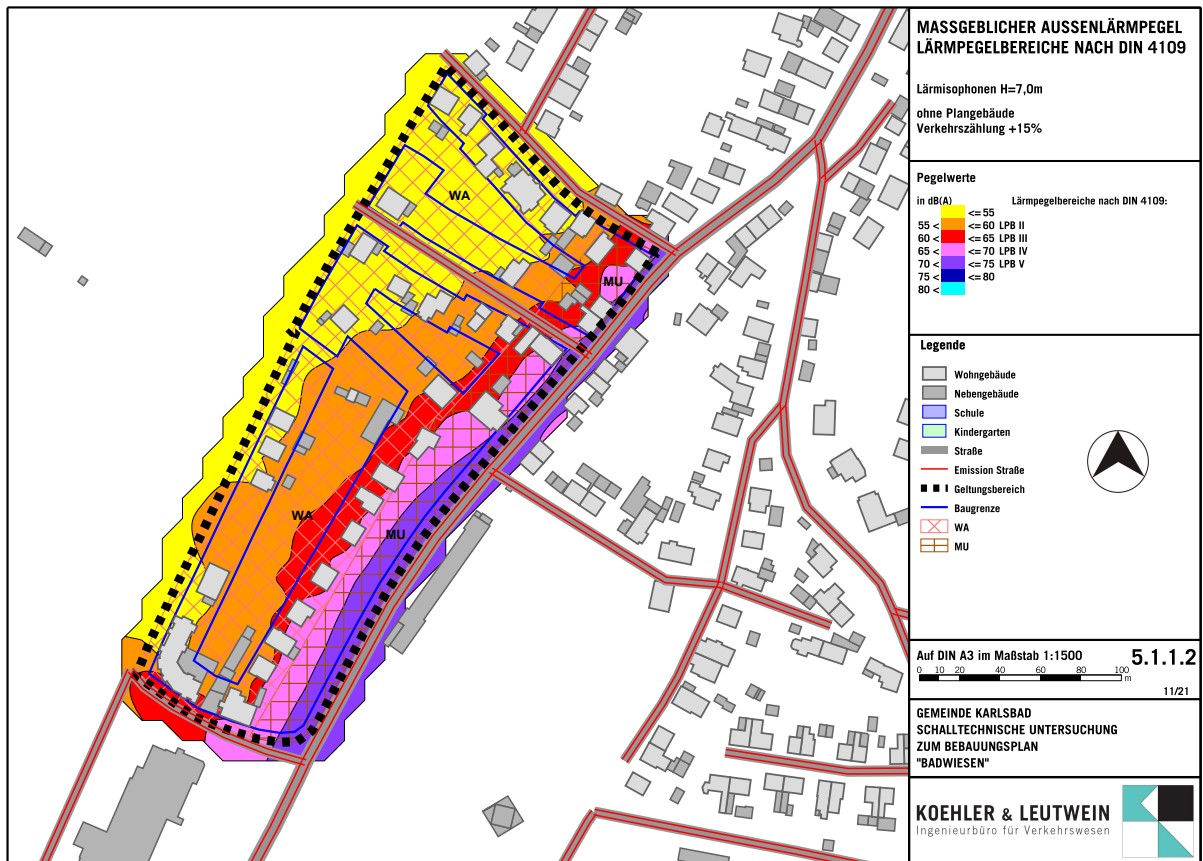 MASSGEBLICHER AUSSENLÄRMPEGEL
LÄRMPEGELBEREICHE NACH DIN 4109
Lärmisophonen H=7,0m
ohne Plangebäude
Verkehrszählung +15%
Pegelwerte
in dB(A) Lärmpegelbereiche nach DIN 4109:
<= 55
55 < <= 60 LPB II
60 < <= 65 LPB III
65 < <= 70 LPB IV
70 < <= 75 LPB V
75 < <= 80
80 <
Legende
Wohngebäude
Nebengebäude
Schule
Kindergarten
Straße
Emission Straße
Geltungsbereich
Baugrenze
WA
MU
Auf DIN A3 im Maßstab 1:1500 5.1.1.2
0 10 20 40 60 80 100
m
11/21
GEMEINDE KARLSBAD
SCHALLTECHNISCHE UNTERSUCHUNG
ZUM BEBAUUNGSPLAN
"BADWIESEN"
KOEHLER & LEUTWEIN
Ingenieurbüro für Verkehrswesen
WA
MU
WA
MU